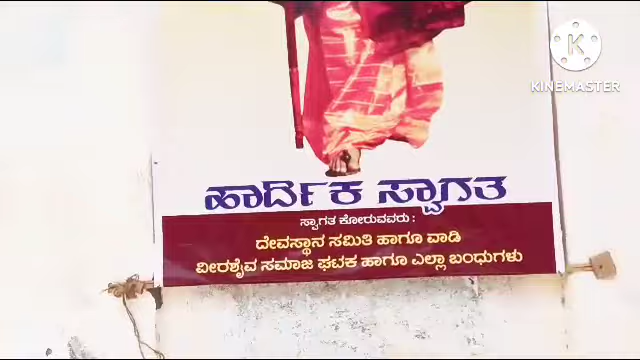 K
KINEMASTER
ಹಾರ್ದಿಕ ಸ್ವಾಗತ
ಸ್ವಾಗತ ಕೋರುವವರು :
ದೇವಸ್ಥಾನ ಸಮಿತಿ ಹಾಗೂ ವಾಡಿ
ವೀರಶೈವ ಸಮಾಜ ಘಟಕ ಹಾಗೂ ಎಲ್ಲಾ ಬಂಧುಗಳು